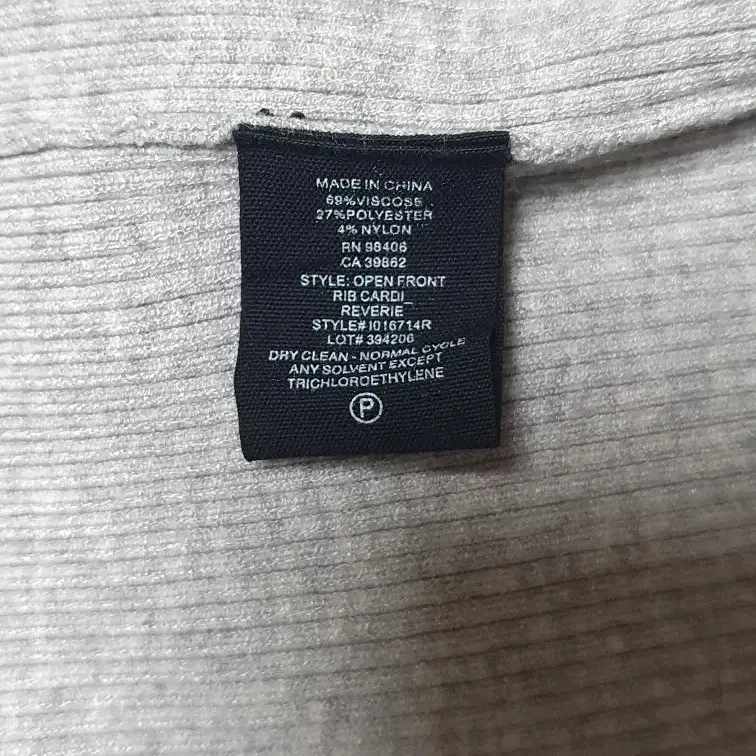 MADE IN CHINA
69%VISCOSE
27%POLYESTER
4% NYLON
RN 98406
CA 39862
STYLE: OPEN FRONT
RIB CARDI_
REVERIE
STYLE# I016714R
LOT# 394206
DRY CLEAN - NORMAL CYCLE
ANY SOLVENT EXCEPT
TRICHLOROETHYLENE
P